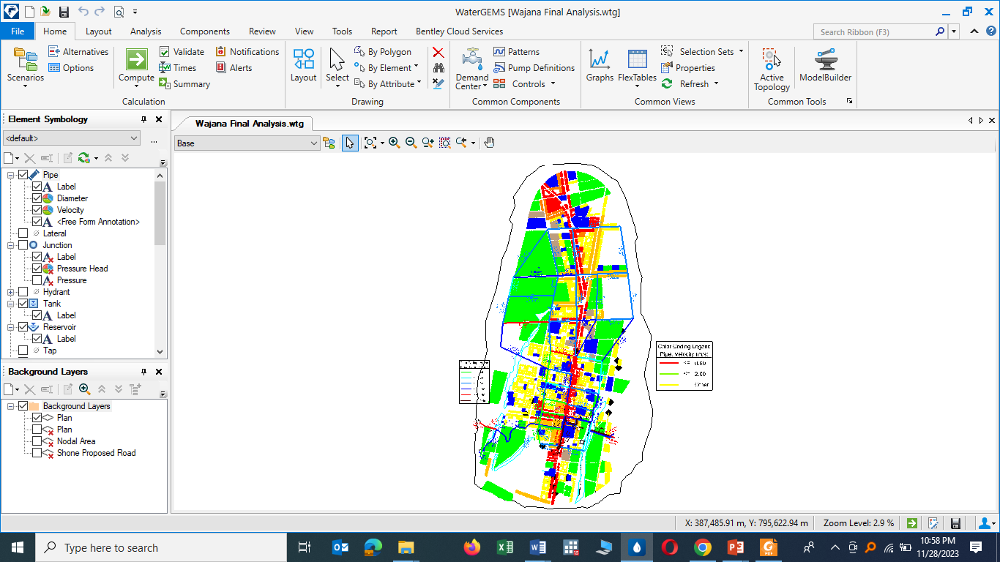 WaterGEMS [Wajana Final Analysis.wtg]
File Home Layout Analysis Components Review View Tools Report Bentley Cloud Services
Search Ribbon (F3)
Scenarios
Alternatives
Options
Compute
Validate
Times
Summary
Notifications
Alerts
Calculation
Layout
Select
By Polygon
By Element
By Attribute
Drawing
Demand Center
Patterns
Pump Definitions
Controls
Common Components
Graphs
FlexTables
Selection Sets
Properties
Refresh
Common Views
Active Topology
ModelBuilder
Common Tools
Element Symbology
<default>
...
Pipe
Label
Diameter
Velocity
<Free Form Annotation>
Lateral
Junction
Label
Pressure Head
Pressure
Hydrant
Tank
Label
Reservoir
Label
Tap
Background Layers
Background Layers
Plan
Plan
Nodal Area
Shone Proposed Road
Wajana Final Analysis.wtg
Base
Color Coding Legend
Pipe: Velocity (m/s)
<= 0.60
<= 2.00
Other
X: 387,485.91 m, Y: 795,622.94 m
Zoom Level: 2.9 %
Type here to search
10:58 PM
11/28/2023